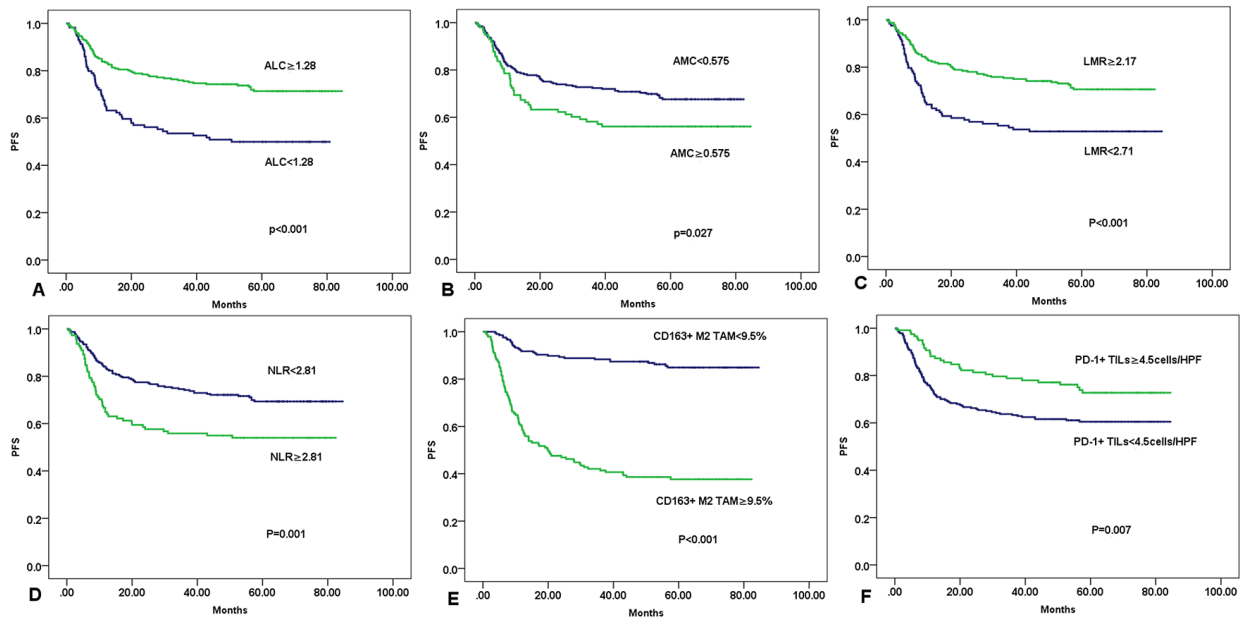 1.0
0.8
0.6
0.4
0.2
0.0
PFS
ALC≥1.28
ALC<1.28
p<0.001
.00 20.00 40.00 60.00 80.00 100.00
Months
A
1.0
0.8
0.6
0.4
0.2
0.0
PFS
AMC<0.575
AMC≥0.575
p=0.027
.00 20.00 40.00 60.00 80.00 100.00
Months
B
1.0
0.8
0.6
0.4
0.2
0.0
PFS
LMR≥2.17
LMR<2.71
P<0.001
.00 20.00 40.00 60.00 80.00 100.00
Months
C
1.0
0.8
0.6
0.4
0.2
0.0
PFS
NLR<2.81
NLR≥2.81
P=0.001
.00 20.00 40.00 60.00 80.00 100.00
Months
D
1.0
0.8
0.6
0.4
0.2
0.0
PFS
CD163+ M2 TAM<9.5%
CD163+ M2 TAM≥9.5%
P<0.001
.00 20.00 40.00 60.00 80.00 100.00
Months
E
1.0
0.8
0.6
0.4
0.2
0.0
PFS
PD-1+ TILs≥4.5cells/HPF
PD-1+ TILs<4.5cells/HPF
P=0.007
.00 20.00 40.00 60.00 80.00 100.00
Months
F